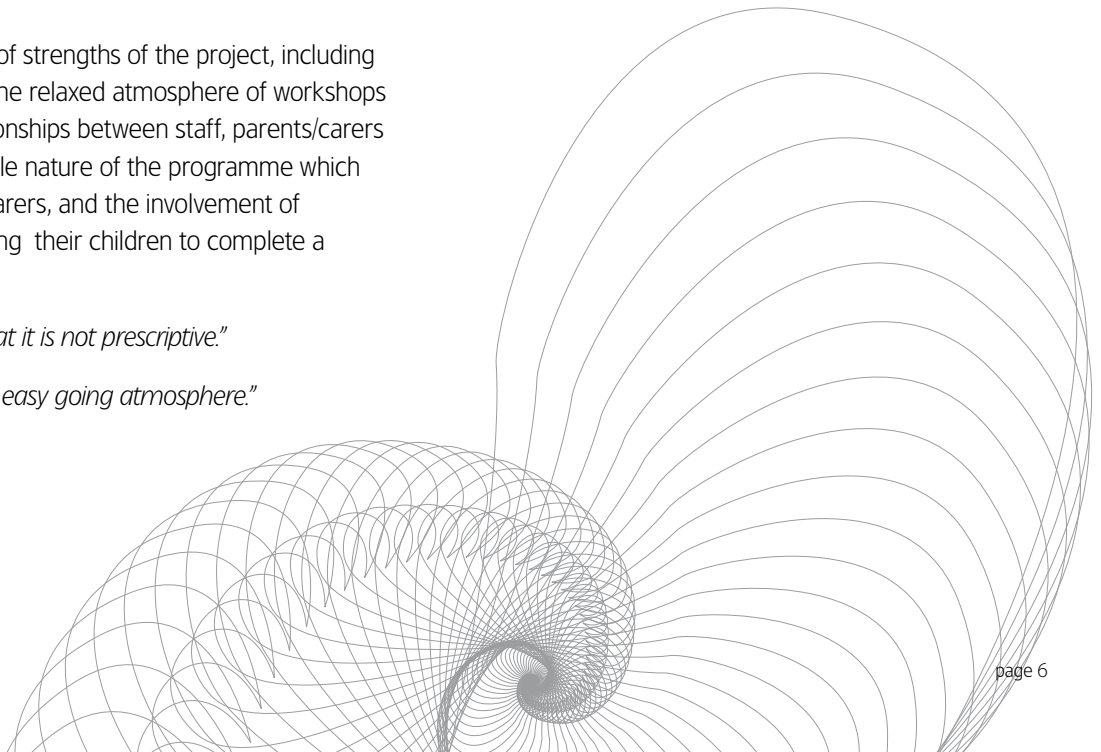 of strengths of the project, including
he relaxed atmosphere of workshops
onships between staff, parents/carers
le nature of the programme which
arers, and the involvement of
ng  their children to complete a
at it is not prescriptive.”
easy going atmosphere.”
page 6